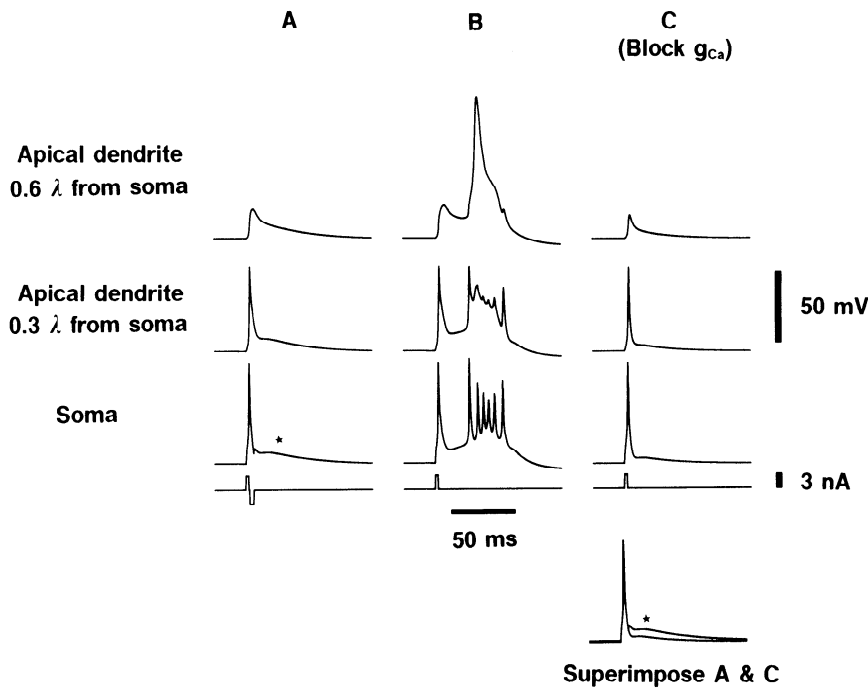 A
B
C
(Block gCa)
Apical dendrite
0.6 λ from soma
Apical dendrite
0.3 λ from soma
50 mV
Soma
★
3 nA
50 ms
★
Superimpose A & C